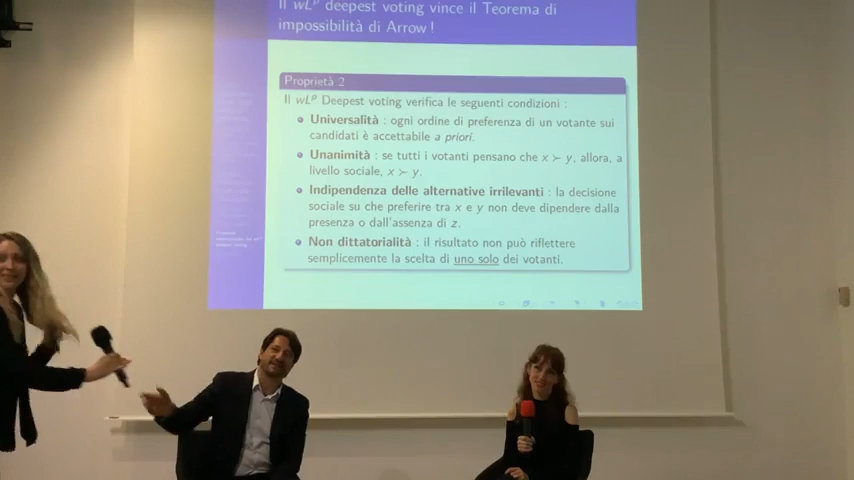 Il wLᵖ deepest voting vince il Teorema di
impossibilità di Arrow !
Proprietà 2
Il wLᵖ Deepest voting verifica le seguenti condizioni :
Universalità : ogni ordine di preferenza di un votante sui
candidati è accettabile a priori.
Unanimità : se tutti i votanti pensano che x ≻ y, allora, a
livello sociale, x ≻ y.
Indipendenza delle alternative irrilevanti : la decisione
sociale su che preferire tra x e y non deve dipendere dalla
presenza o dall'assenza di z.
Non dittatorialità : il risultato non può riflettere
semplicemente la scelta di uno solo dei votanti.